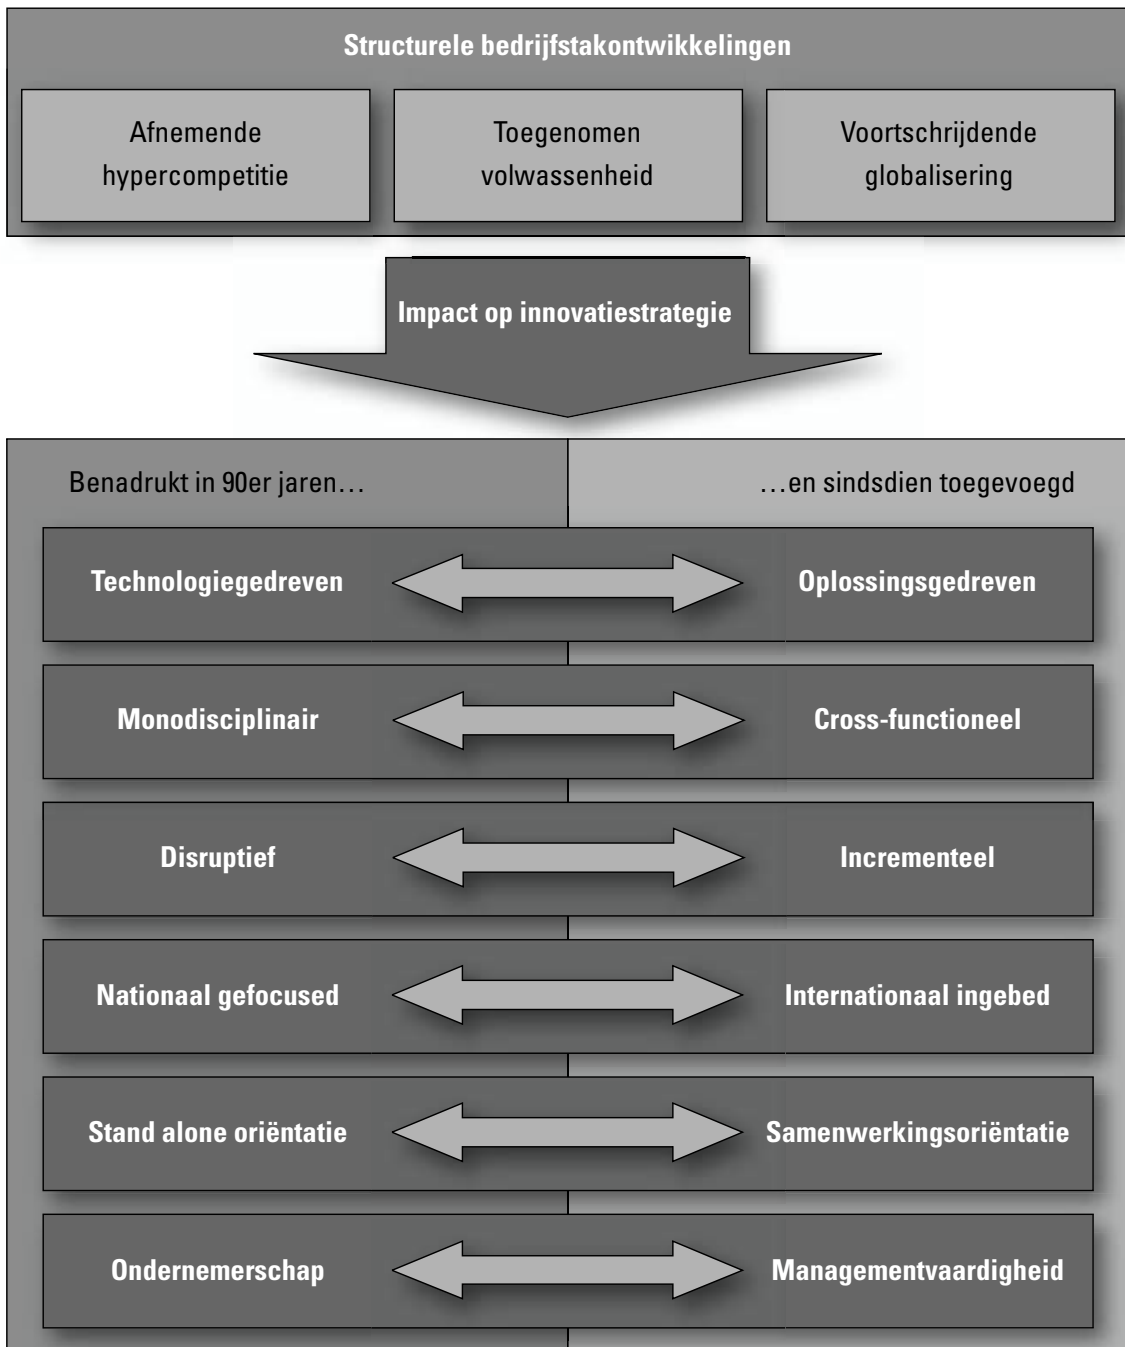 Structurele bedrijfstakontwikkelingen
Afnemende
hypercompetitie
Toegenomen
volwassenheid
Voortschrijdende
globalisering
Impact op innovatiestrategie
Benadrukt in 90er jaren…
…en sindsdien toegevoegd
Technologiegedreven
Oplossingsgedreven
Monodisciplinair
Cross-functioneel
Disruptief
Incrementeel
Nationaal gefocused
Internationaal ingebed
Stand alone oriëntatie
Samenwerkingsoriëntatie
Ondernemerschap
Managementvaardigheid